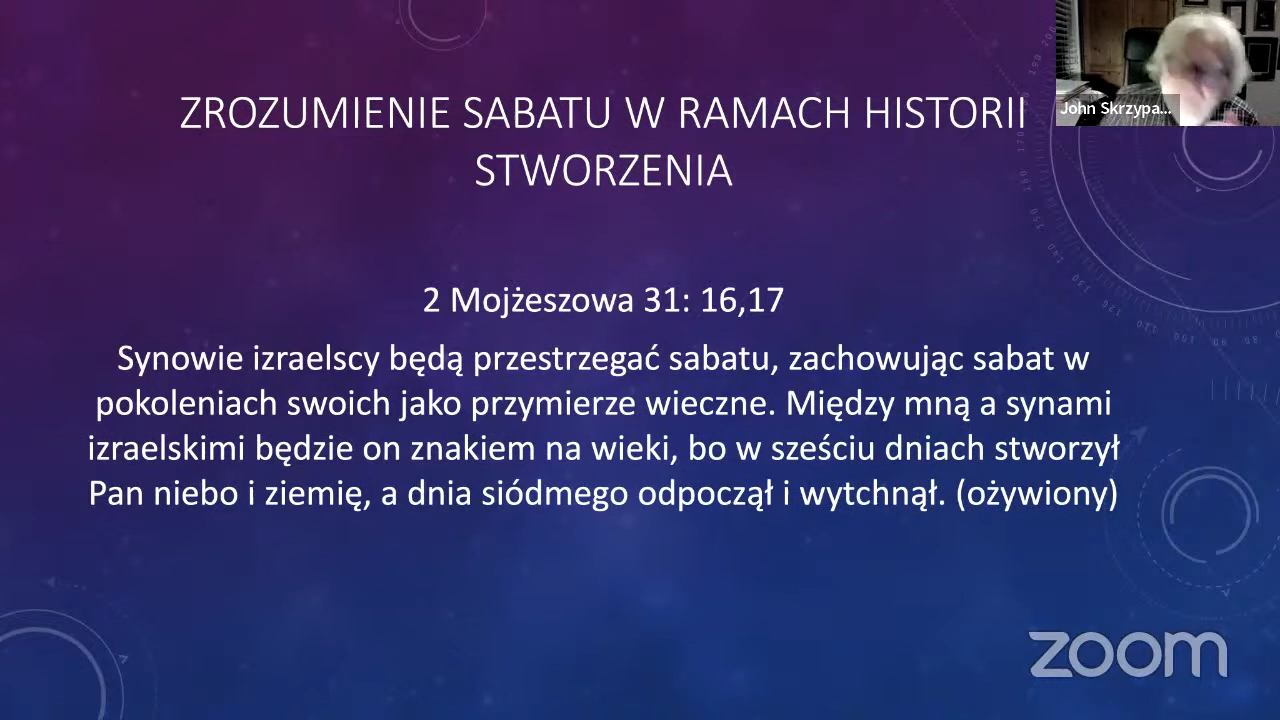 ZROZUMIENIE SABATU W RAMACH HISTORII
STWORZENIA
John Skrzypa...
2 Mojżeszowa 31: 16,17
Synowie izraelscy będą przestrzegać sabatu, zachowując sabat w
pokoleniach swoich jako przymierze wieczne. Między mną a synami
izraelskimi będzie on znakiem na wieki, bo w sześciu dniach stworzył
Pan niebo i ziemię, a dnia siódmego odpoczął i wytchnął. (ożywiony)
zoom